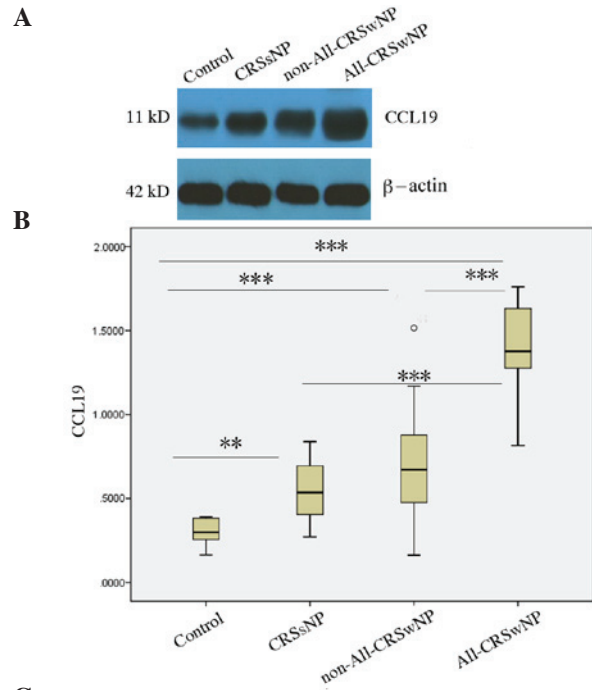 A
Control CRSsNP non-All-CRSwNP All-CRSwNP
11 kD CCL19
42 kD β-actin
B
2.0000
***
***
***
1.5000
***
CCL19
1.0000
**
.5000
.0000
Control CRSsNP non-All-CRSwNP All-CRSwNP